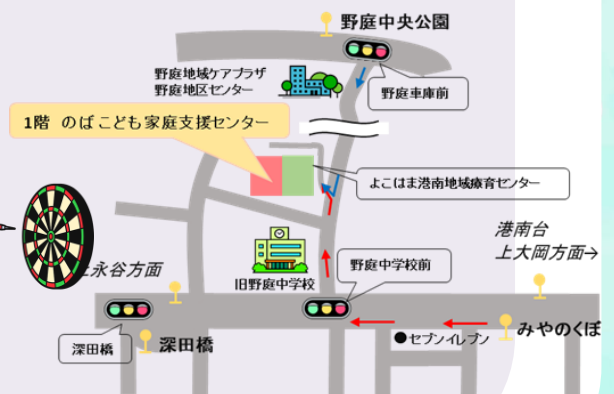 野庭中央公園
野庭地域ケアプラザ
野庭地区センター
野庭車庫前
1階 のばこども家庭支援センター
よこはま港南地域療育センター
港南台
上大岡方面→
永谷方面
旧野庭中学校
野庭中学校前
みやのくぼ
●セブンイレブン
深田橋
深田橋